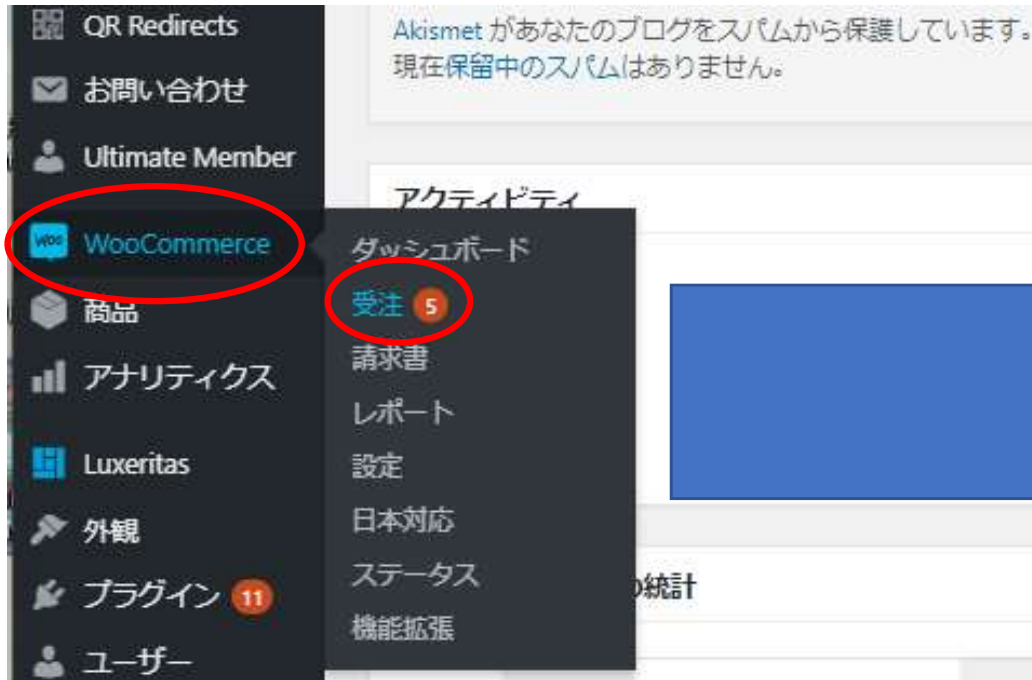 QR Redirects
お問い合わせ
Ultimate Member
WooCommerce
商品
アナリティクス
Luxeritas
外観
プラグイン 11
ユーザー
ダッシュボード
受注 5
請求書
レポート
設定
日本対応
ステータス
機能拡張
Akismet があなたのブログをスパムから保護しています。
現在保留中のスパムはありません。
アクティビティ
の統計